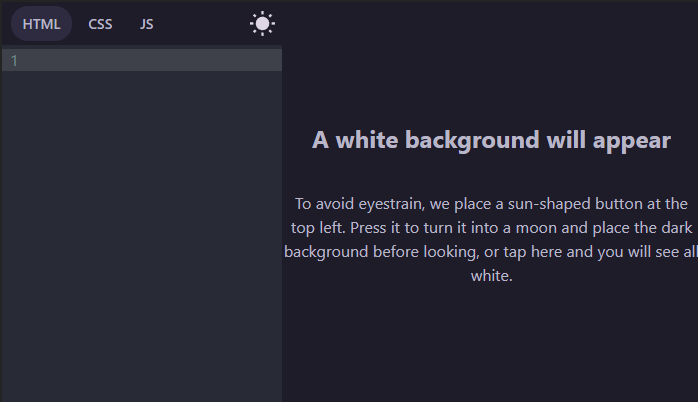 HTML CSS JS
1
A white background will appear
To avoid eyestrain, we place a sun-shaped button at the
top left. Press it to turn it into a moon and place the dark
background before looking, or tap here and you will see all
white.